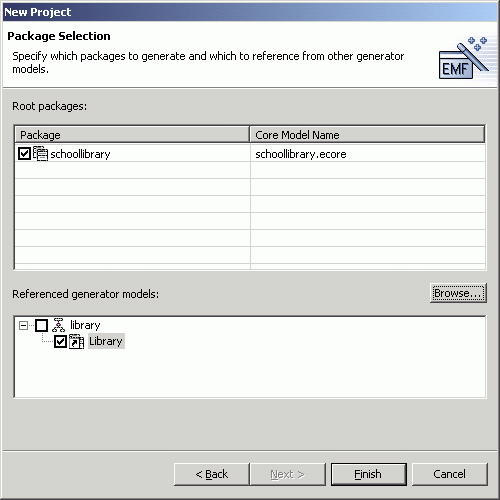 New Project
Package Selection
Specify which packages to generate and which to reference from other generator
models.
EMF
Root packages:
Package Core Model Name
schoollibrary schoollibrary.ecore
Referenced generator models:
Browse...
library
Library
< Back Next > Finish Cancel